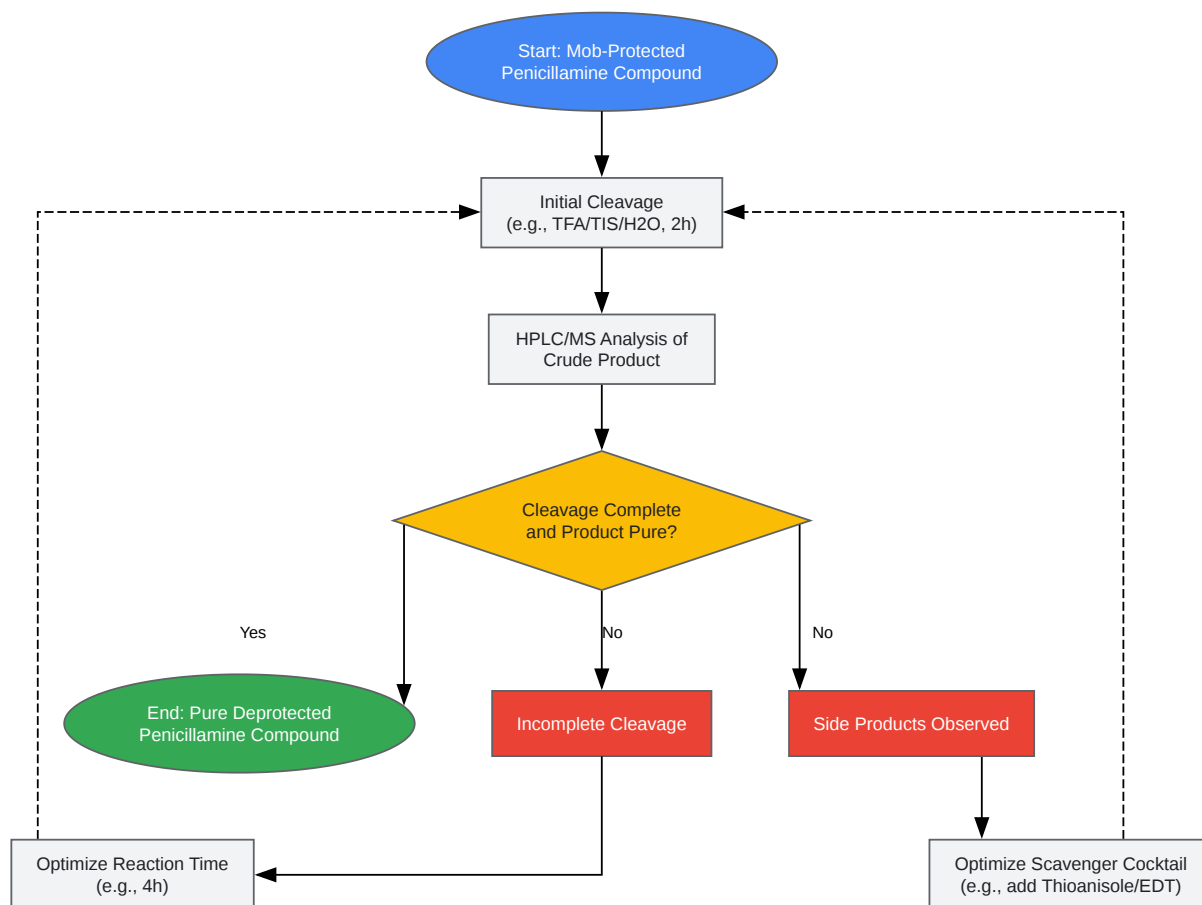 Start: Mob-Protected
Penicillamine Compound
Initial Cleavage
(e.g., TFA/TIS/H2O, 2h)
HPLC/MS Analysis of
Crude Product
Cleavage Complete
and Product Pure?
Yes
No
No
End: Pure Deprotected
Penicillamine Compound
Incomplete Cleavage
Side Products Observed
Optimize Reaction Time
(e.g., 4h)
Optimize Scavenger Cocktail
(e.g., add Thioanisole/EDT)